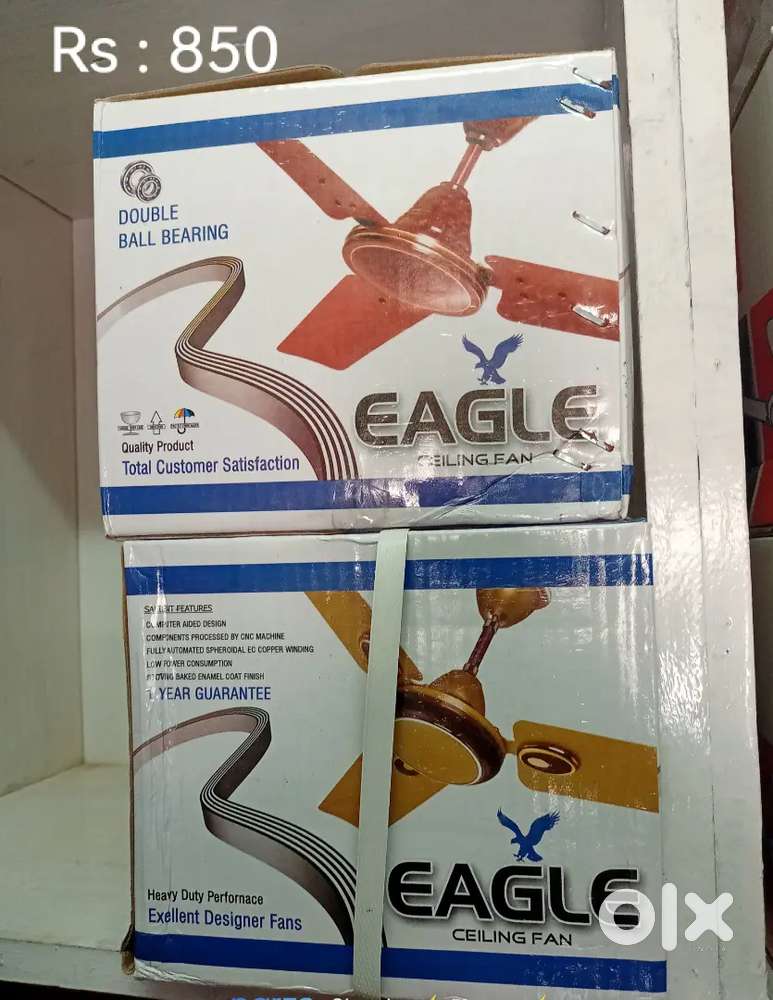 Rs : 850
DOUBLE
BALL BEARING
EAGLE
CEILING FAN
Quality Product
Total Customer Satisfaction
FEATURES
COMPUTER AIDED DESIGN
COMPONENTS PROCESSED BY CNC MACHINE
FULLY AUTOMATED SPHEROIDAL EC COPPER WINDING
LOW POWER CONSUMPTION
BAKED ENAMEL COAT FINISH
1 YEAR GUARANTEE
EAGLE
CEILING FAN
Heavy Duty Perfornace
Exellent Designer Fans
olx